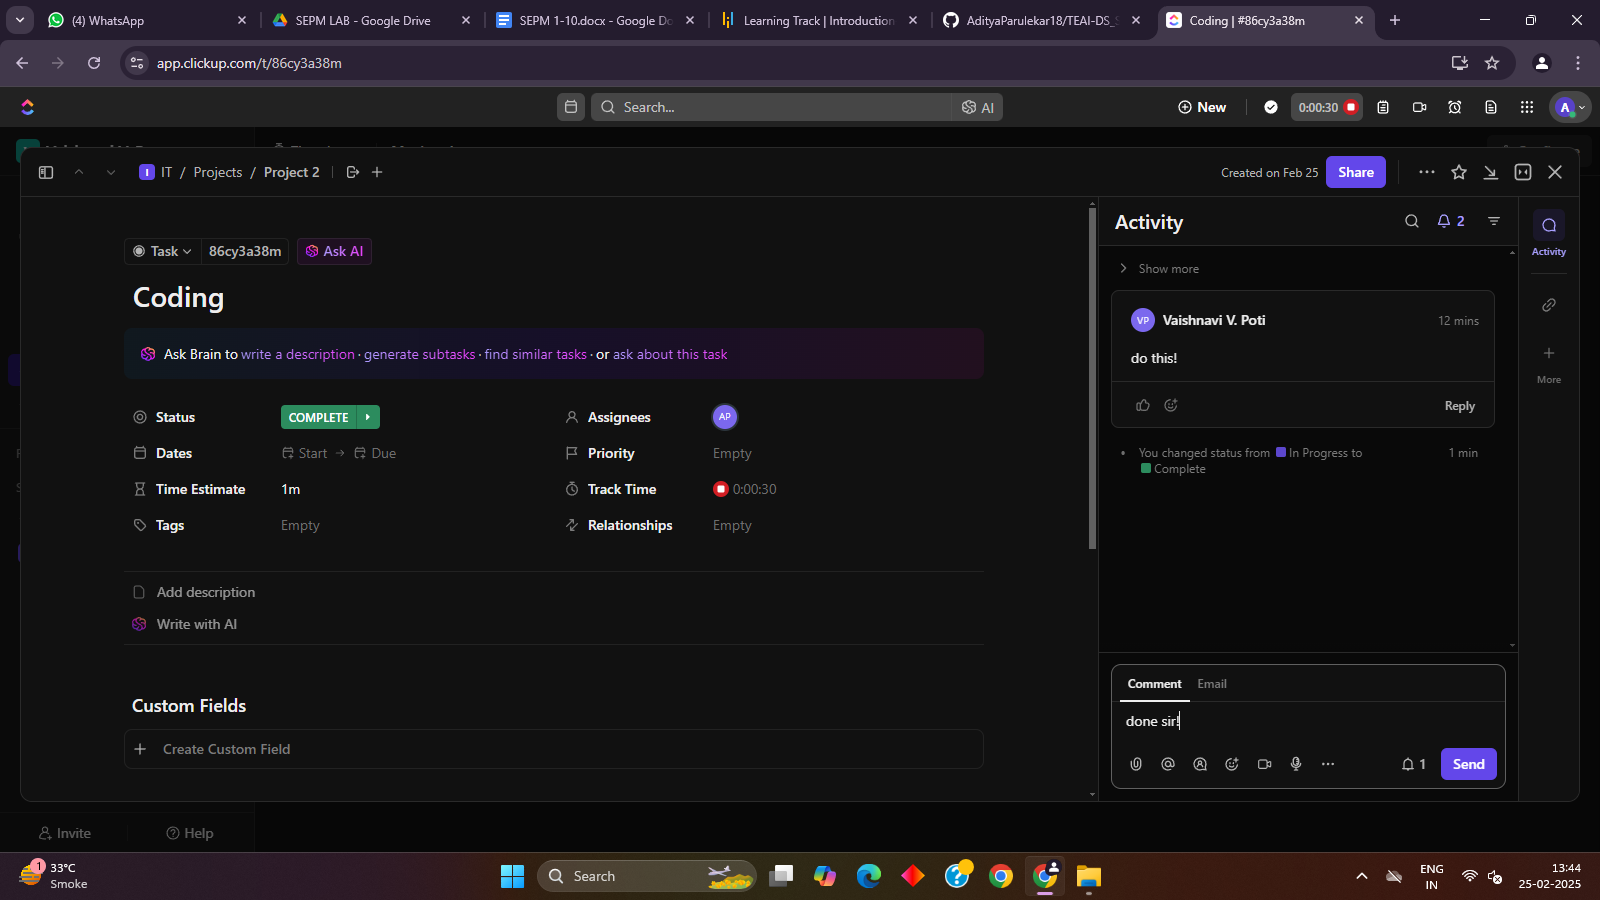 (4) WhatsApp
SEPM LAB - Google Drive
SEPM 1-10.docx - Google Do
Learning Track | Introduction
AdityaParulekar18/TEAI-DS_S
Coding | #86cy3a38m
app.clickup.com/t/86cy3a38m
Search...
AI
New
0:00:30
A
I
IT / Projects / Project 2
Created on Feb 25
Share
Task
86cy3a38m
Ask AI
Coding
Ask Brain to write a description · generate subtasks · find similar tasks · or ask about this task
Status
COMPLETE
Assignees
AP
Dates
Start
Due
Priority
Empty
Time Estimate
1m
Track Time
0:00:30
Tags
Empty
Relationships
Empty
Add description
Write with AI
Custom Fields
Create Custom Field
Activity
2
Show more
VP
Vaishnavi V. Poti
12 mins
do this!
Reply
You changed status from In Progress to
Complete
1 min
Comment
Email
done sir!
1
Send
Activity
More
Invite
Help
1
33°C
Smoke
Search
ENG
IN
13:44
25-02-2025